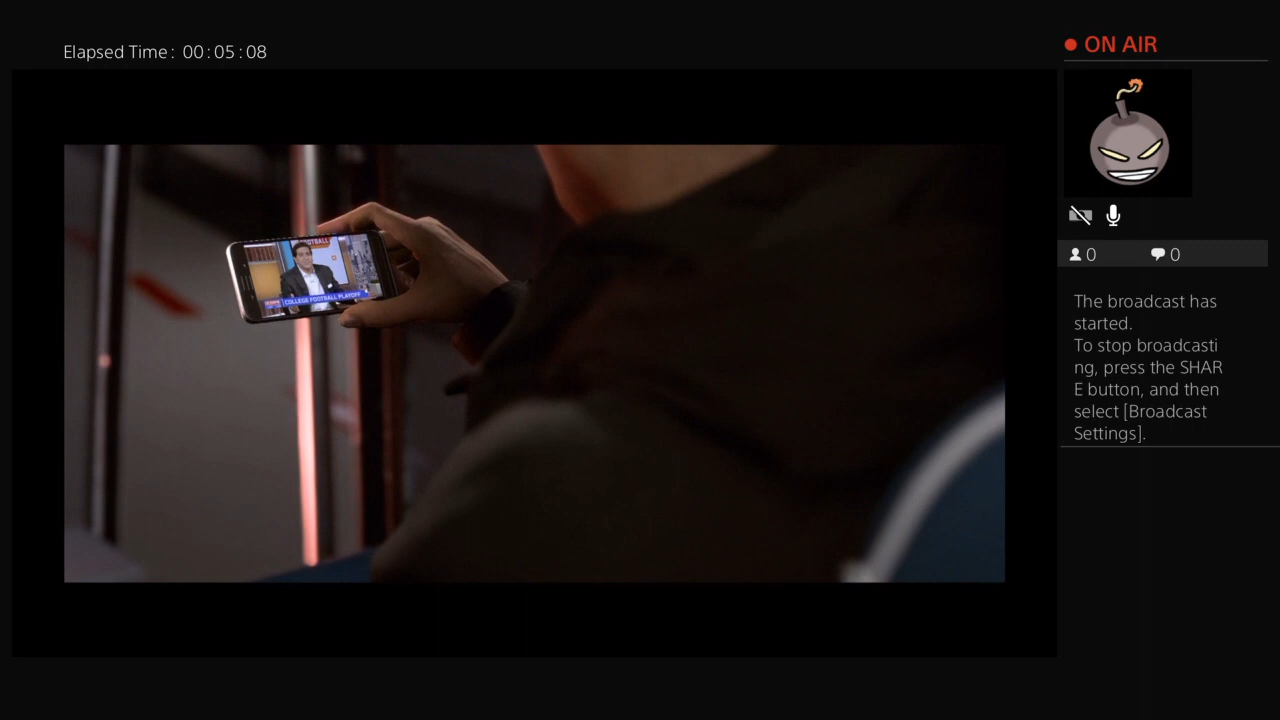 Elapsed Time: 00:05:08
ON AIR
FOOTBALL
COLLEGE FOOTBALL PLAYOFF
0
0
The broadcast has
started.
To stop broadcasti
ng, press the SHAR
E button, and then
select [Broadcast
Settings].